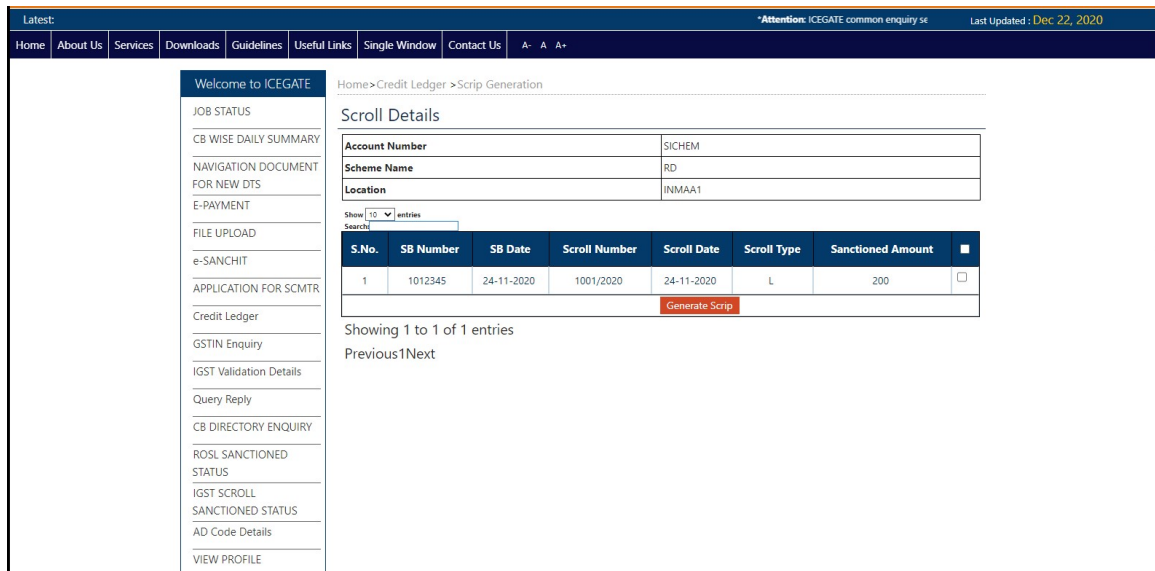 Latest:
*Attention: ICEGATE common enquiry se
Last Updated : Dec 22, 2020
Home About Us Services Downloads Guidelines Useful Links Single Window Contact Us A- A A+
Welcome to ICEGATE
JOB STATUS
CB WISE DAILY SUMMARY
NAVIGATION DOCUMENT
FOR NEW DTS
E-PAYMENT
FILE UPLOAD
e-SANCHIT
APPLICATION FOR SCMTR
Credit Ledger
GSTIN Enquiry
IGST Validation Details
Query Reply
CB DIRECTORY ENQUIRY
ROSL SANCTIONED
STATUS
IGST SCROLL
SANCTIONED STATUS
AD Code Details
VIEW PROFILE
Home>Credit Ledger >Scrip Generation
Scroll Details
Account Number SICHEM
Scheme Name RD
Location INMAA1
Show 10 entries
Search:
S.No. SB Number SB Date Scroll Number Scroll Date Scroll Type Sanctioned Amount
1 1012345 24-11-2020 1001/2020 24-11-2020 L 200
Generate Scrip
Showing 1 to 1 of 1 entries
Previous1Next